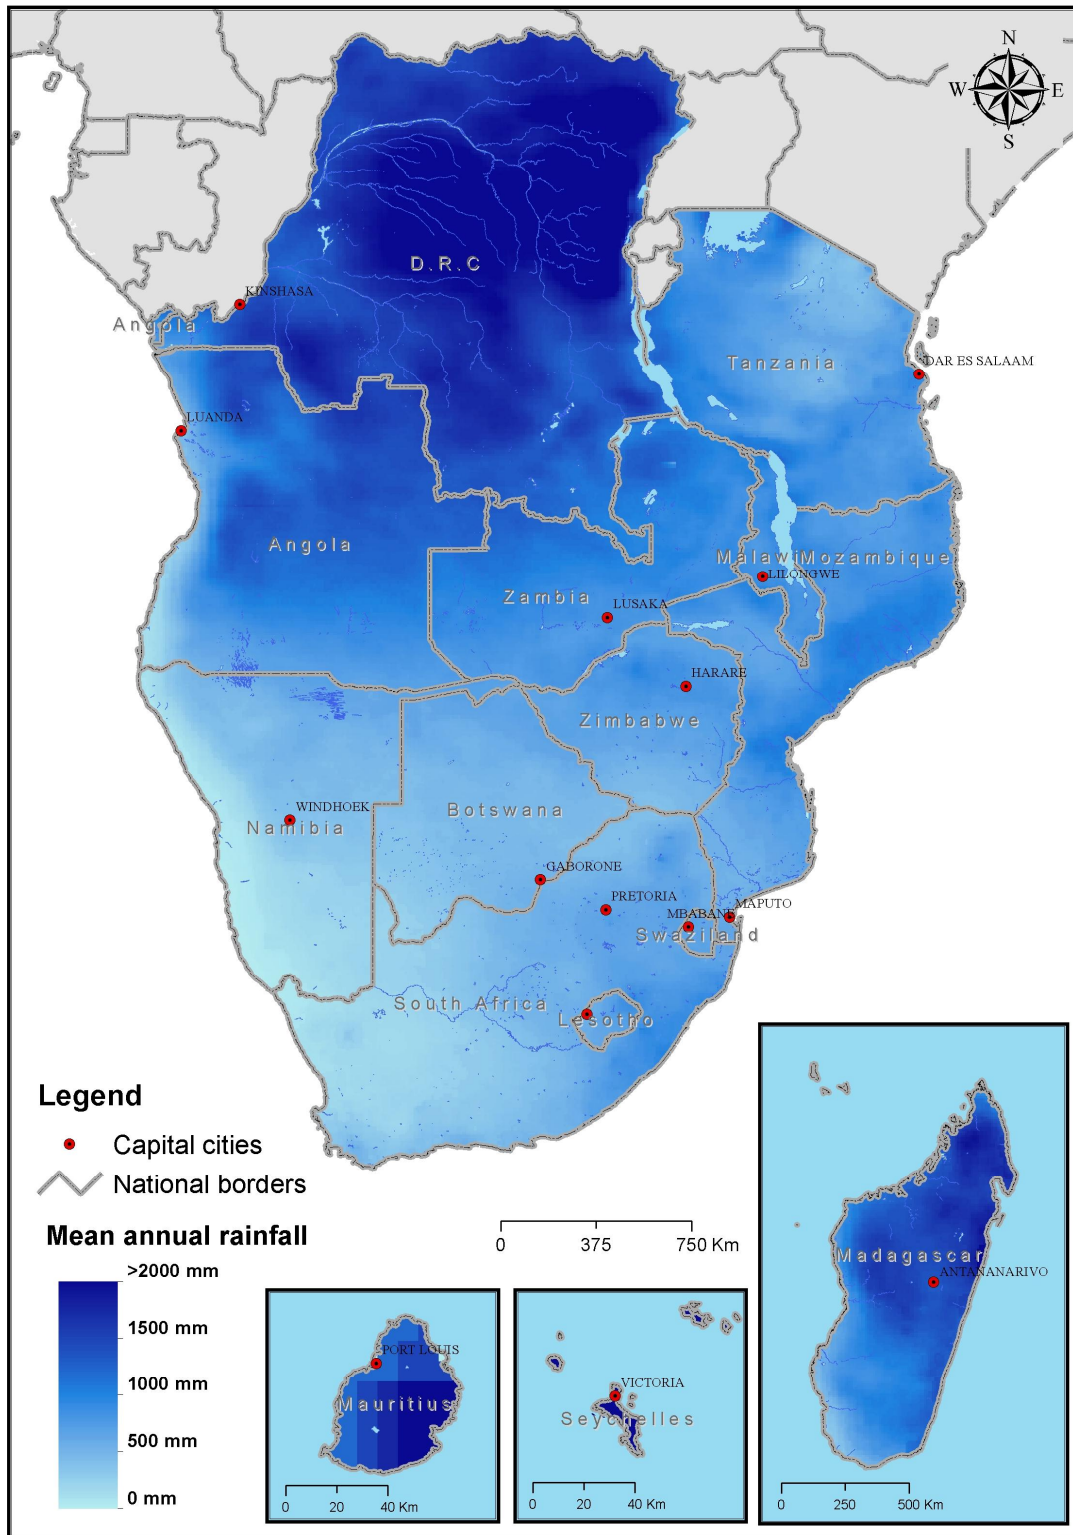 N
W E
S
D.R.C
KINSHASA
Angola
Tanzania
DAR ES SALAAM
LUANDA
Angola
Malawi
Mozambique
LILONGWE
Zambia
LUSAKA
HARARE
Zimbabwe
WINDHOEK
Namibia
Botswana
GABORONE
PRETORIA
MBABANE
MAPUTO
Swaziland
South Africa
Lesotho
Legend
Capital cities
National borders
Mean annual rainfall
>2000 mm
1500 mm
1000 mm
500 mm
0 mm
0 375 750 Km
PORT LOUIS
Mauritius
0 20 40 Km
VICTORIA
Seychelles
0 20 40 Km
Madagascar
ANTANANARIVO
0 250 500 Km